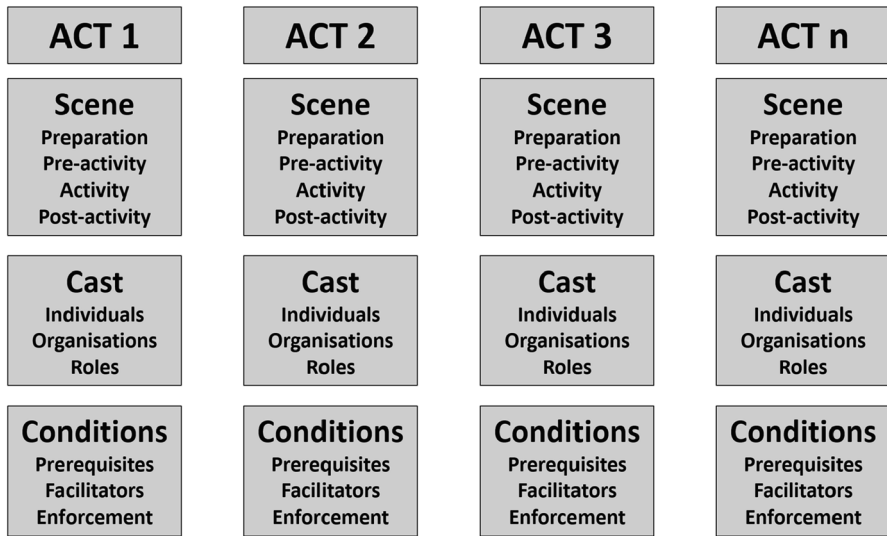 ACT 1
Scene
Preparation
Pre-activity
Activity
Post-activity
Cast
Individuals
Organisations
Roles
Conditions
Prerequisites
Facilitators
Enforcement
ACT 2
Scene
Preparation
Pre-activity
Activity
Post-activity
Cast
Individuals
Organisations
Roles
Conditions
Prerequisites
Facilitators
Enforcement
ACT 3
Scene
Preparation
Pre-activity
Activity
Post-activity
Cast
Individuals
Organisations
Roles
Conditions
Prerequisites
Facilitators
Enforcement
ACT n
Scene
Preparation
Pre-activity
Activity
Post-activity
Cast
Individuals
Organisations
Roles
Conditions
Prerequisites
Facilitators
Enforcement